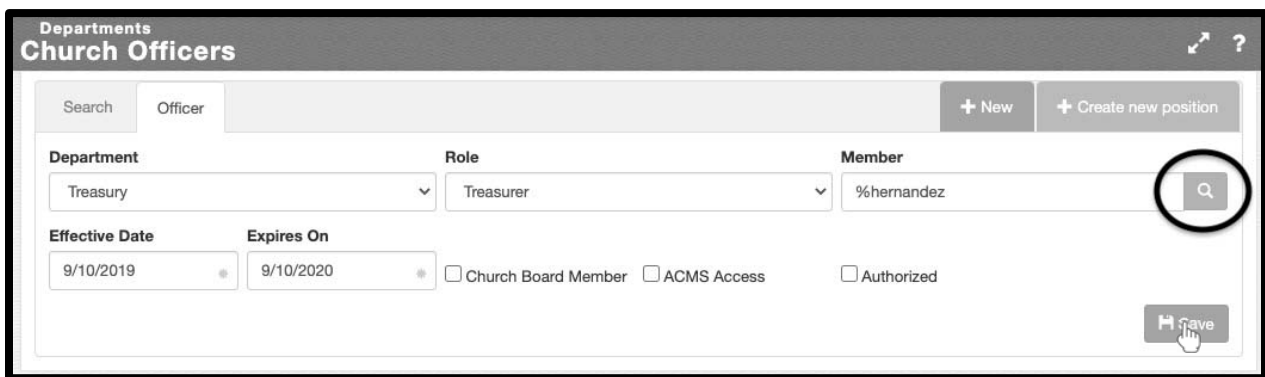 Departments
Church Officers ?
Search Officer + New + Create new position
Department Role Member
Treasury Treasurer %hernandez
Effective Date Expires On
9/10/2019 9/10/2020 Church Board Member ACMS Access Authorized
Save